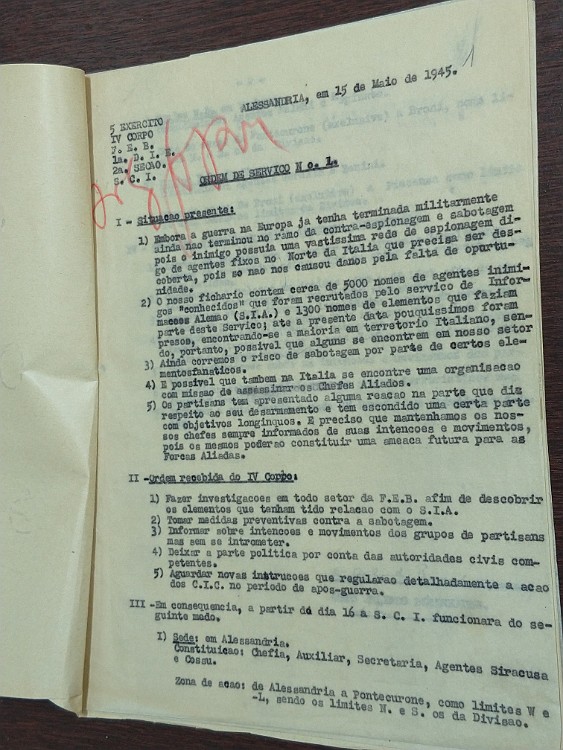 1
ALESSANDRIA, em 15 de Maio de 1945.
5 EXERCITO
IV CORPO
F. E. B.
1a. D. I. E.
2a. SECAO.
S. C. I.
ORDEM DE SERVICO N o. 1.
I - Situacao presente:
1) Embora a guerra na Europa ja tenha terminada militarmente
ainda nao terminou no ramo da contra-espionagem e sabotagem
pois o inimigo possuia uma vastissima rede de espionagem di-
go de agentes fixos no Norte da Italia que precisa ser des-
coberta, pois so nao nos causou danos pela falta de oportu-
nidade.
2) O nosso fichario contem cerca de 5000 nomes de agentes inimi-
gos "conhecidos" que foram recrutados pelo servico de Infor-
macoes Alemao (S.I.A.) e 1300 nomes de elementos que faziam
parte deste Servico; ate a presente data pouquissimos foram
presos, encontrando-se a maioria em territorio Italiano, sen-
do, portanto, possivel que alguns se encontrem em nosso setor
3) Ainda corremos o risco de sabotagem por parte de certos ele-
mentosfanaticos.
4) E possivel que tambem na Italia se encontre uma organisacao
com missao de assassinar os Chefes Aliados.
5) Os partisans tem apresentado alguma reacao na parte que diz
respeito ao seu desarmamento e tem escondido uma certa parte
com objetivos longinquos. E preciso que mantenhamos os nos-
sos chefes sempre informados de suas intencoes e movimentos,
pois os mesmos poderao constituir uma ameaca futura para as
Forcas Aliadas.
II -Ordem recebida do IV Corpo:
1) Fazer investigacoes em todo setor da F.E.B. afim de descobrir
os elementos que tenham tido relacao com o S.I.A.
2) Tomar medidas preventivas contra a sabotagem.
3) Informar sobre intencoes e movimentos dos grupos de partisans
mas sem se intrometer.
4) Deixar a parte politica por conta das autoridades civis com-
petentes.
5) Aguardar novas instrucoes que regularao detalhadamente a acao
dos C.I.C. no periodo de apos-guerra.
III -Em consequencia, a partir do dia 16 a S. C. I. funcionara do se-
guinte modo.
I) Sede: em Alessandria.
Constituicao: Chefia, Auxiliar, Secretaria, Agentes Siracusa
e Cossu.
Zona de acao: de Alessandria a Pontecurone, como limites W e
-L, sendo os limites N. e S. os da Divisao.